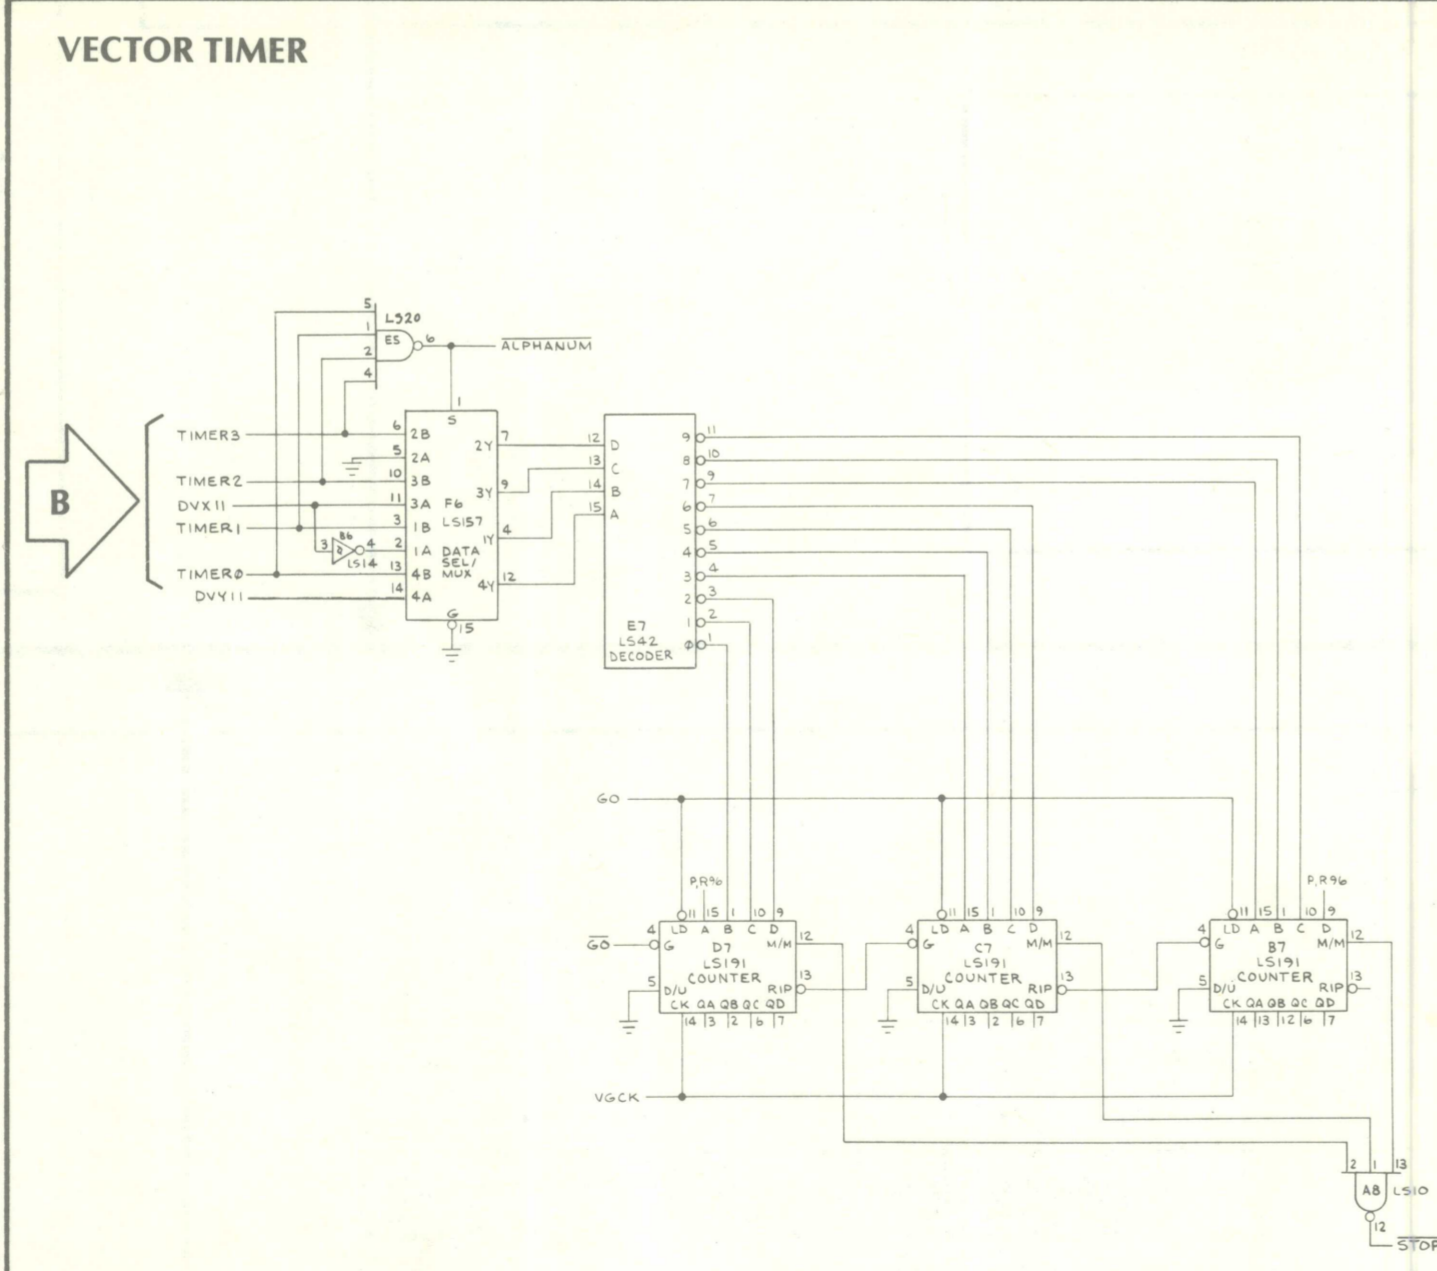 VECTOR TIMER
5
LS20
1
E5
6
ALPHANUM
2
4
1
S
B
TIMER3
6
2B
2Y
7
5
2A
TIMER2
10
3B
3Y
9
DVX11
11
3A
F6
LS157
TIMER1
3
1B
1Y
4
B6
3
4
2
1A
DATA SEL/ MUX
LS14
TIMERØ
13
4B
4Y
12
DVY11
14
4A
G
15
12
D
9
11
13
C
8
10
14
B
7
9
15
A
6
7
5
6
4
5
3
4
2
3
E7
1
2
LS42
DECODER
Ø
1
GO
P,R96
P,R96
11 15 1 10 9
11 15 1 10 9
11 15 1 10 9
4
LD A B C D
12
4
LD A B C D
12
4
LD A B C D
12
GO
G
D7
M/M
G
C7
M/M
G
B7
M/M
LS191
LS191
LS191
COUNTER
13
COUNTER
13
COUNTER
13
5
D/U
RIP
5
D/U
RIP
5
D/U
RIP
CK QA QB QC QD
CK QA QB QC QD
CK QA QB QC QD
14 3 2 6 7
14 3 2 6 7
14 13 12 6 7
VGCK
2 1 13
A8
LS10
12